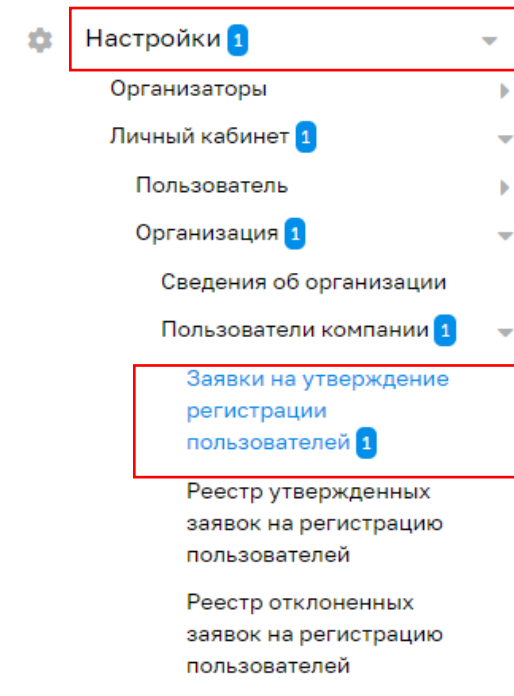 Настройки 1
Организаторы
Личный кабинет 1
Пользователь
Организация 1
Сведения об организации
Пользователи компании 1
Заявки на утверждение
регистрации
пользователей 1
Реестр утвержденных
заявок на регистрацию
пользователей
Реестр отклоненных
заявок на регистрацию
пользователей